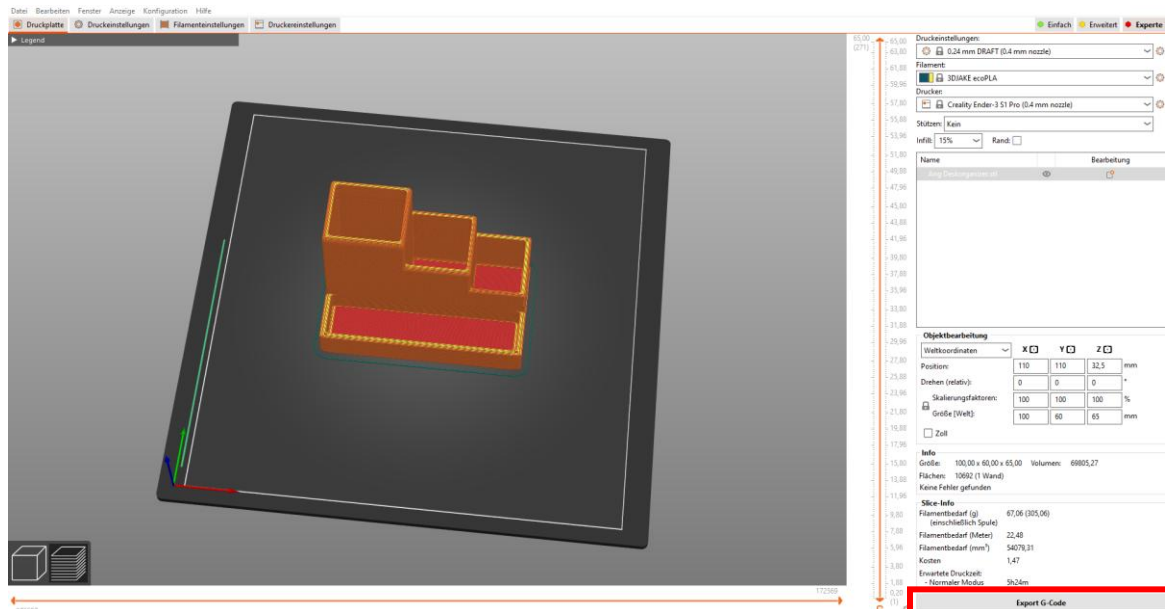 Datei Bearbeiten Fenster Anzeige Konfiguration Hilfe
Druckplatte Druckeinstellungen Filamenteinstellungen Druckereinstellungen
Einfach Erweitert Experte
Legend
65,00
(271)
65,00
63,80
61,88
59,96
57,80
55,88
53,96
51,80
49,88
47,96
45,80
43,88
41,96
39,80
37,88
35,96
33,80
31,88
29,96
27,80
25,88
23,96
21,80
19,88
17,96
15,80
13,88
11,96
9,80
7,88
5,96
3,80
1,88
0,20
(1)
172569
Druckeinstellungen:
0.24 mm DRAFT (0.4 mm nozzle)
Filament:
3DJAKE ecoPLA
Drucker:
Creality Ender-3 S1 Pro (0.4 mm nozzle)
Stützen: Kein
Infill: 15% Rand:
Name Bearbeitung
Objektbearbeitung
Weltkoordinaten X Y Z
Position: 110 110 32,5 mm
Drehen (relativ): 0 0 0 °
Skalierungsfaktoren: 100 100 100 %
Größe [Welt]: 100 60 65 mm
Zoll
Info
Größe: 100,00 x 60,00 x 65,00 Volumen: 69805,27
Flächen: 10692 (1 Wand)
Keine Fehler gefunden
Slice-Info
Filamentbedarf (g) 67,06 (305,06)
(einschließlich Spule)
Filamentbedarf (Meter) 22,48
Filamentbedarf (mm³) 54079,31
Kosten 1,47
Erwartete Druckzeit:
- Normaler Modus 5h24m
Export G-Code